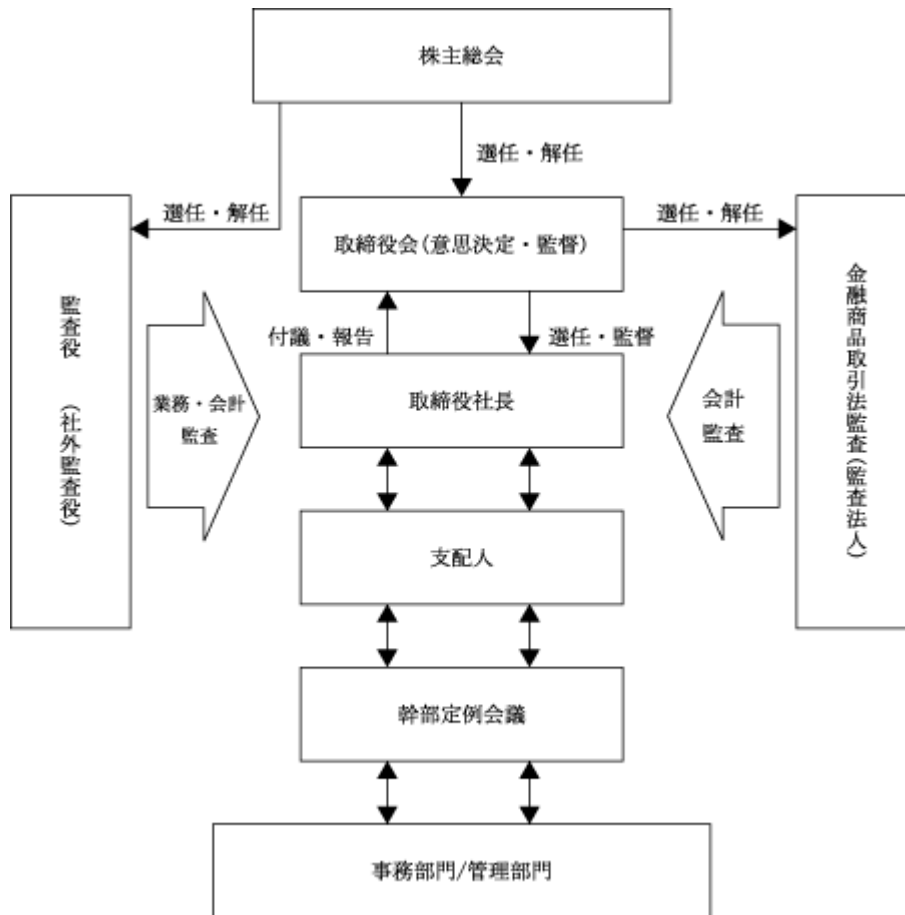 株主総会
選任・解任
選任・解任
取締役会(意思決定・監督)
選任・解任
監査役 (社外監査役)
業務・会計
監査
付議・報告
選任・監督
取締役社長
会計
監査
金融商品取引法監査(監査法人)
支配人
幹部定例会議
事務部門/管理部門